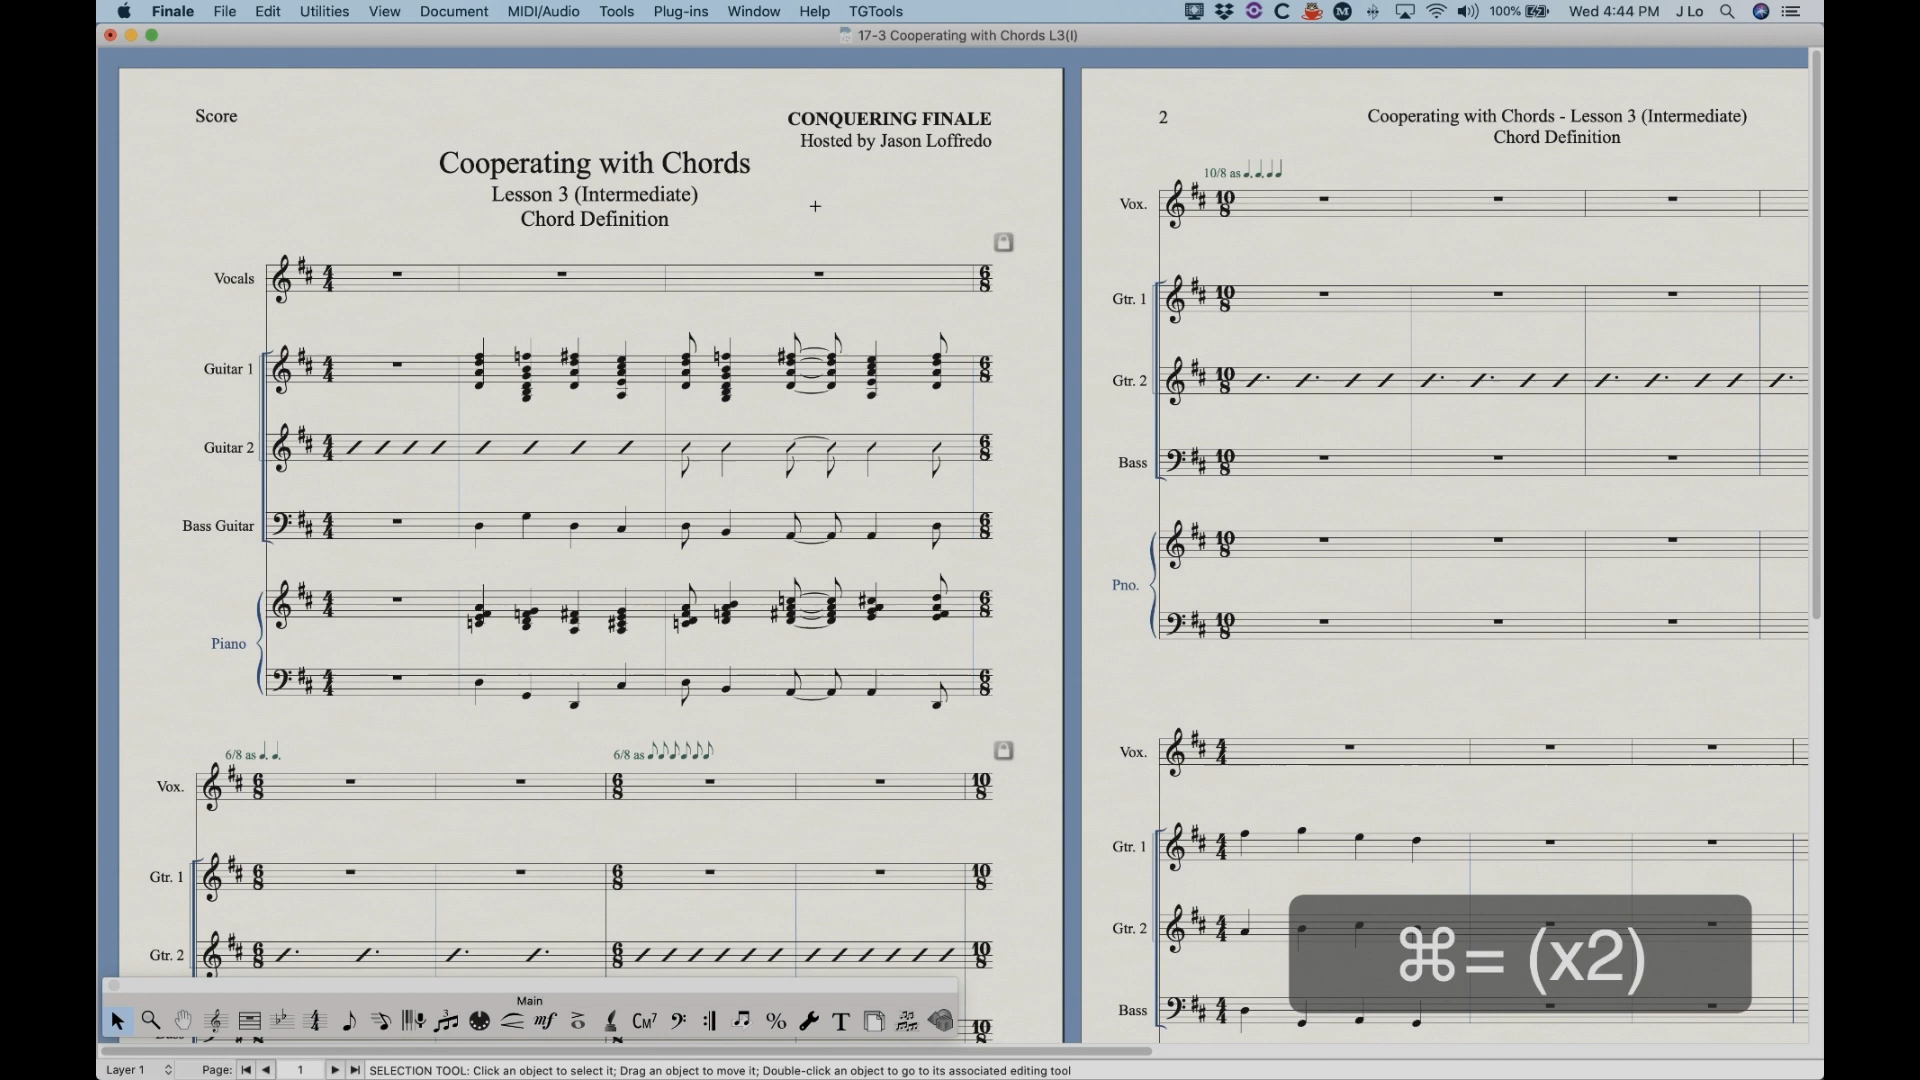 Finale File Edit Utilities View Document MIDI/Audio Tools Plug-ins Window Help TGTools 100% Wed 4:44 PM J Lo
17-3 Cooperating with Chords L3(I)
Score
CONQUERING FINALE
Hosted by Jason Loffredo
Cooperating with Chords
Lesson 3 (Intermediate)
Chord Definition
Vocals
Guitar 1
Guitar 2
Bass Guitar
Piano
6/8 as
6/8 as
Vox.
Gtr. 1
Gtr. 2
2
Cooperating with Chords - Lesson 3 (Intermediate)
Chord Definition
10/8 as
Vox.
Gtr. 1
Gtr. 2
Bass
Pno.
Vox.
Gtr. 1
Gtr. 2
Bass
⌘= (x2)
Main
mf CM7 % T
Layer 1 Page: 1 SELECTION TOOL: Click an object to select it; Drag an object to move it; Double-click an object to go to its associated editing tool